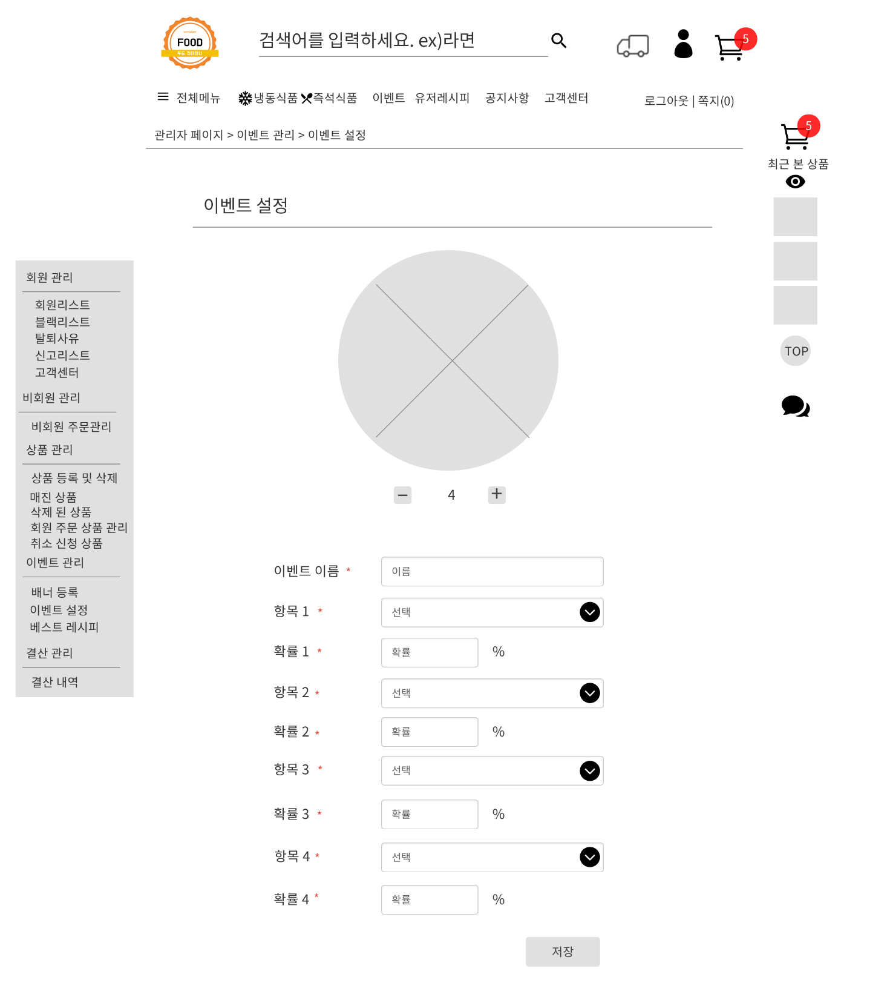 container
FOOD
푸드 컨테이너
검색어를 입력하세요. ex)라면
5
전체메뉴 냉동식품 즉석식품 이벤트 유저레시피 공지사항 고객센터
로그아웃 | 쪽지(0)
관리자 페이지 > 이벤트 관리 > 이벤트 설정
5
최근 본 상품
TOP
이벤트 설정
회원 관리
회원리스트
블랙리스트
탈퇴사유
신고리스트
고객센터
비회원 관리
비회원 주문관리
상품 관리
상품 등록 및 삭제
매진 상품
삭제 된 상품
회원 주문 상품 관리
취소 신청 상품
이벤트 관리
배너 등록
이벤트 설정
베스트 레시피
결산 관리
결산 내역
− 4 +
이벤트 이름 * 이름
항목 1 * 선택
확률 1 * 확률 %
항목 2 * 선택
확률 2 * 확률 %
항목 3 * 선택
확률 3 * 확률 %
항목 4 * 선택
확률 4 * 확률 %
저장